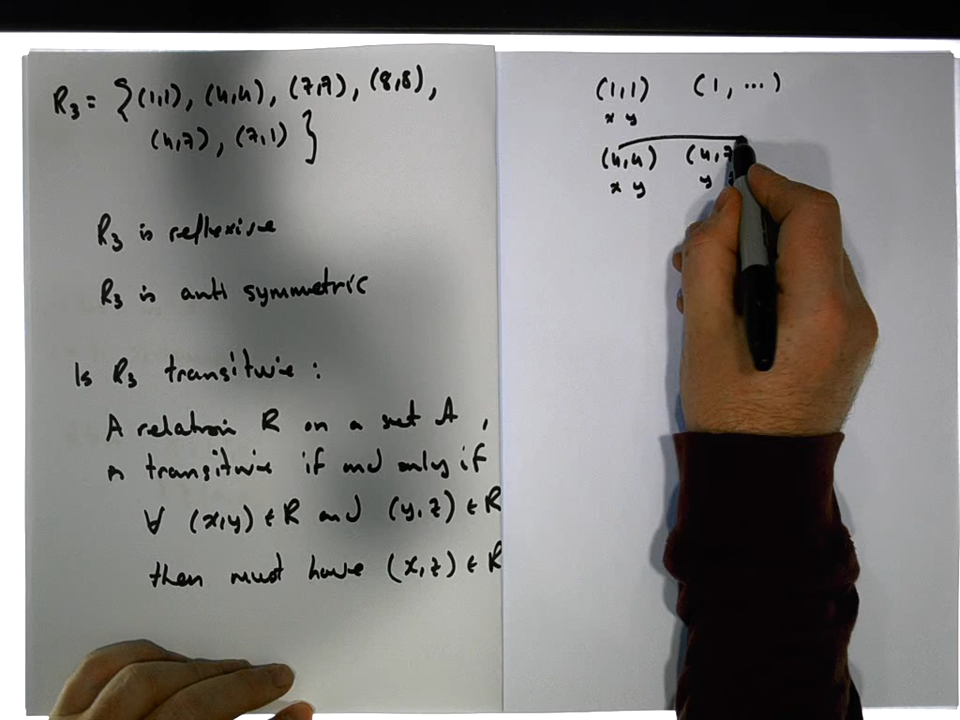 R3 = {(1,1), (4,4), (7,7), (8,8),
(4,7), (7,1)}
R3 is reflexive
R3 is anti symmetric
Is R3 transitive :
A relation R on a set A ,
is transitive if and only if
∀ (x,y) ∈ R and (y,z) ∈ R
then must have (x,z) ∈ R
(1,1) (1, ...)
x y
(4,4) (4,7
x y y